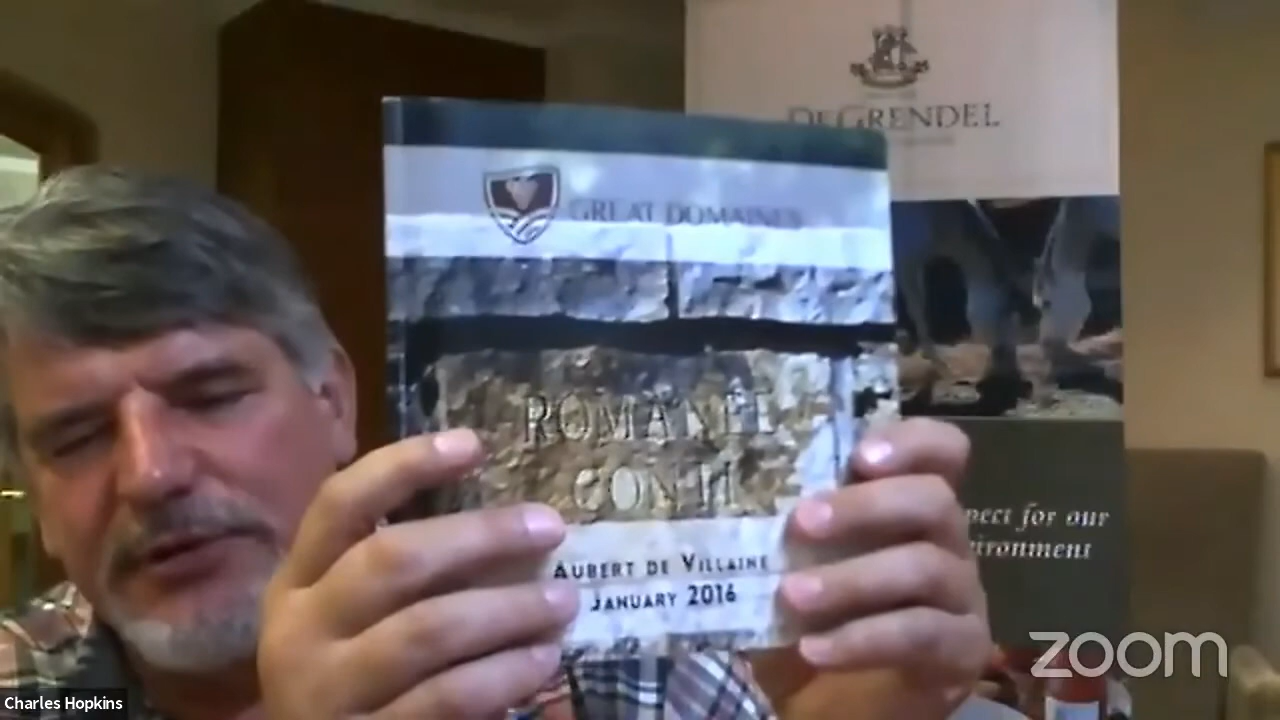 DEGRENDEL
GREAT DOMAINES
ROMANÉE
CONTI
AUBERT DE VILLAINE
JANUARY 2016
pect for our
ironment
zoom
Charles Hopkins